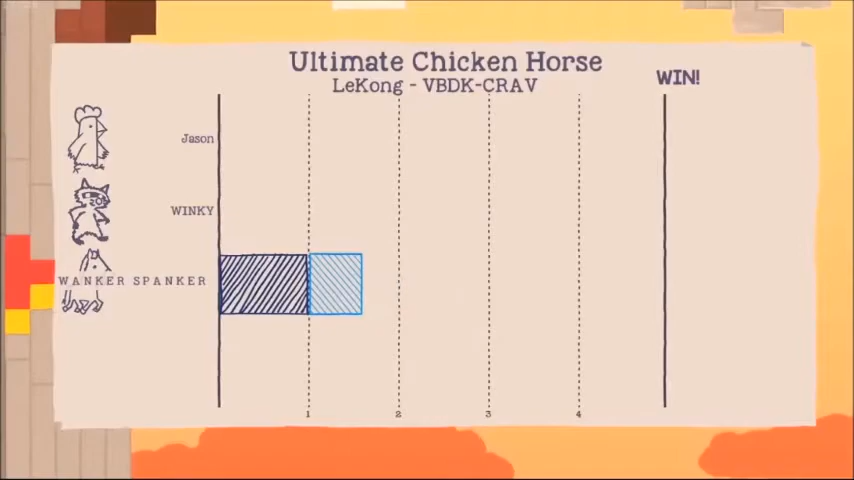 Ultimate Chicken Horse
LeKong - VBDK-CRAV
WIN!
Jason
WINKY
WANKER SPANKER
1 2 3 4